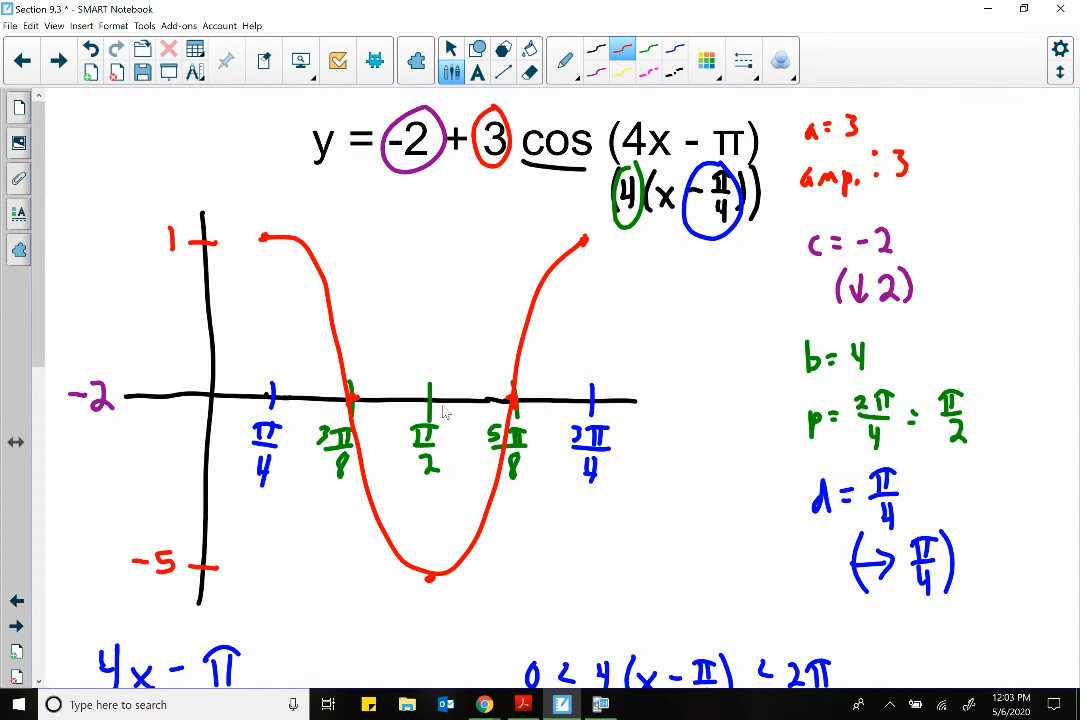 Section 9.3 * - SMART Notebook
File Edit View Insert Format Tools Add-ons Account Help
y = -2 + 3 cos (4x - π)
(4(x - π/4))
a = 3
amp. : 3
c = -2
(↓ 2)
b = 4
p = 2π/4 = π/2
d = π/4
(→ π/4)
1
-2
π/4 3π/8 π/2 5π/8 3π/4
-5
4x - π
0 < 4(x - π) < 2π
Type here to search
12:03 PM
5/6/2020